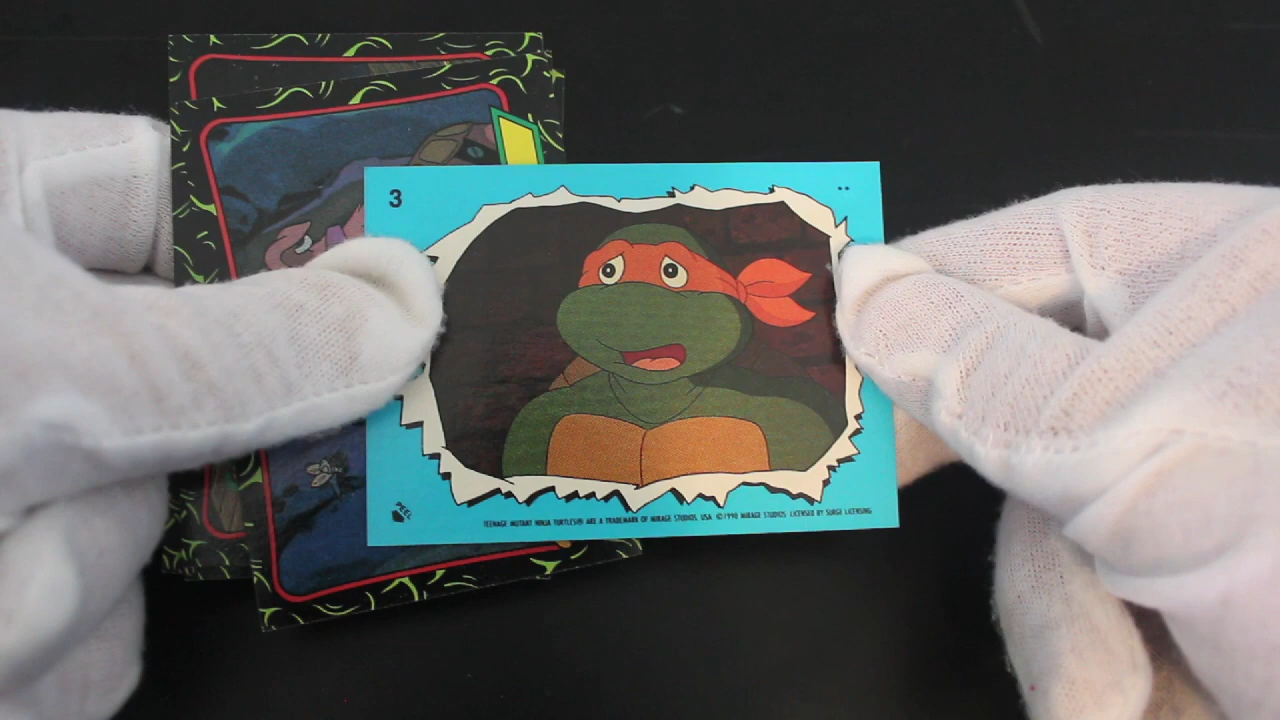 3
PEEL
TEENAGE MUTANT NINJA TURTLES® ARE A TRADEMARK OF MIRAGE STUDIOS, USA ©1990 MIRAGE STUDIOS LICENSED BY SURGE LICENSING